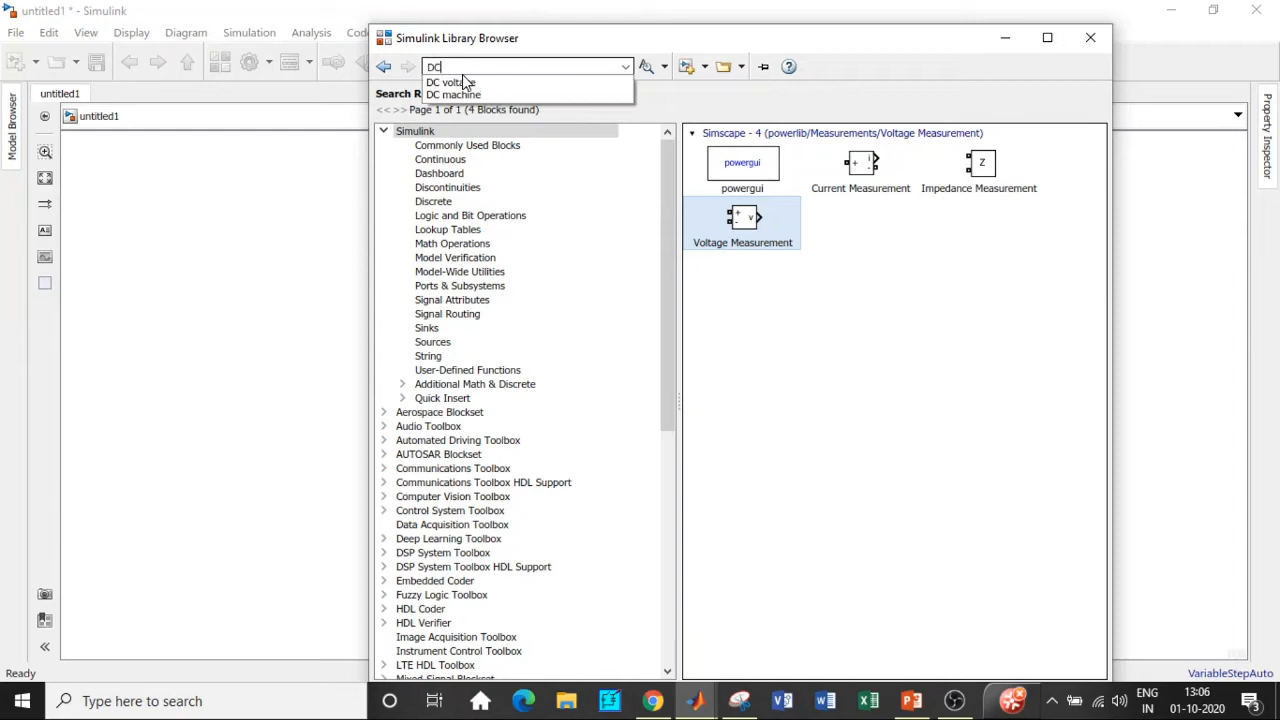 untitled1 * - Simulink
File Edit View Display Diagram Simulation Analysis
Simulink Library Browser
DC
DC voltage
DC machine
untitled1
untitled1
Search R
<< >> Page 1 of 1 (4 Blocks found)
Model Browser
Property Inspector
Simulink
Commonly Used Blocks
Continuous
Dashboard
Discontinuities
Discrete
Logic and Bit Operations
Lookup Tables
Math Operations
Model Verification
Model-Wide Utilities
Ports & Subsystems
Signal Attributes
Signal Routing
Sinks
Sources
String
User-Defined Functions
Additional Math & Discrete
Quick Insert
Aerospace Blockset
Audio Toolbox
Automated Driving Toolbox
AUTOSAR Blockset
Communications Toolbox
Communications Toolbox HDL Support
Computer Vision Toolbox
Control System Toolbox
Data Acquisition Toolbox
Deep Learning Toolbox
DSP System Toolbox
DSP System Toolbox HDL Support
Embedded Coder
Fuzzy Logic Toolbox
HDL Coder
HDL Verifier
Image Acquisition Toolbox
Instrument Control Toolbox
LTE HDL Toolbox
Simscape - 4 (powerlib/Measurements/Voltage Measurement)
powergui
powergui
+ i -
Current Measurement
Z
Impedance Measurement
+ - v
Voltage Measurement
Ready
VariableStepAuto
Type here to search
ENG
IN
13:06
01-10-2020
3